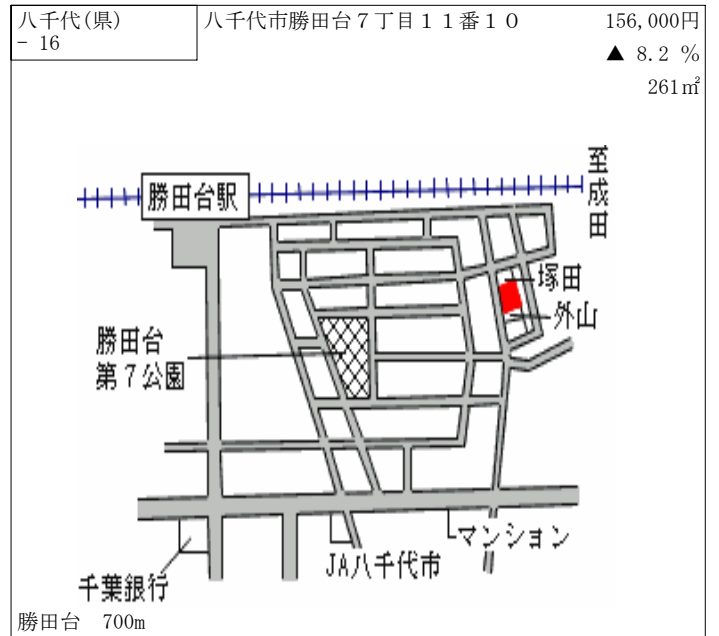 八千代(県)
- 16
八千代市勝田台７丁目１１番１０
156,000円
▲ 8.2 %
261㎡
勝田台駅
至成田
塚田
外山
勝田台
第７公園
マンション
JA八千代市
千葉銀行
勝田台 700m